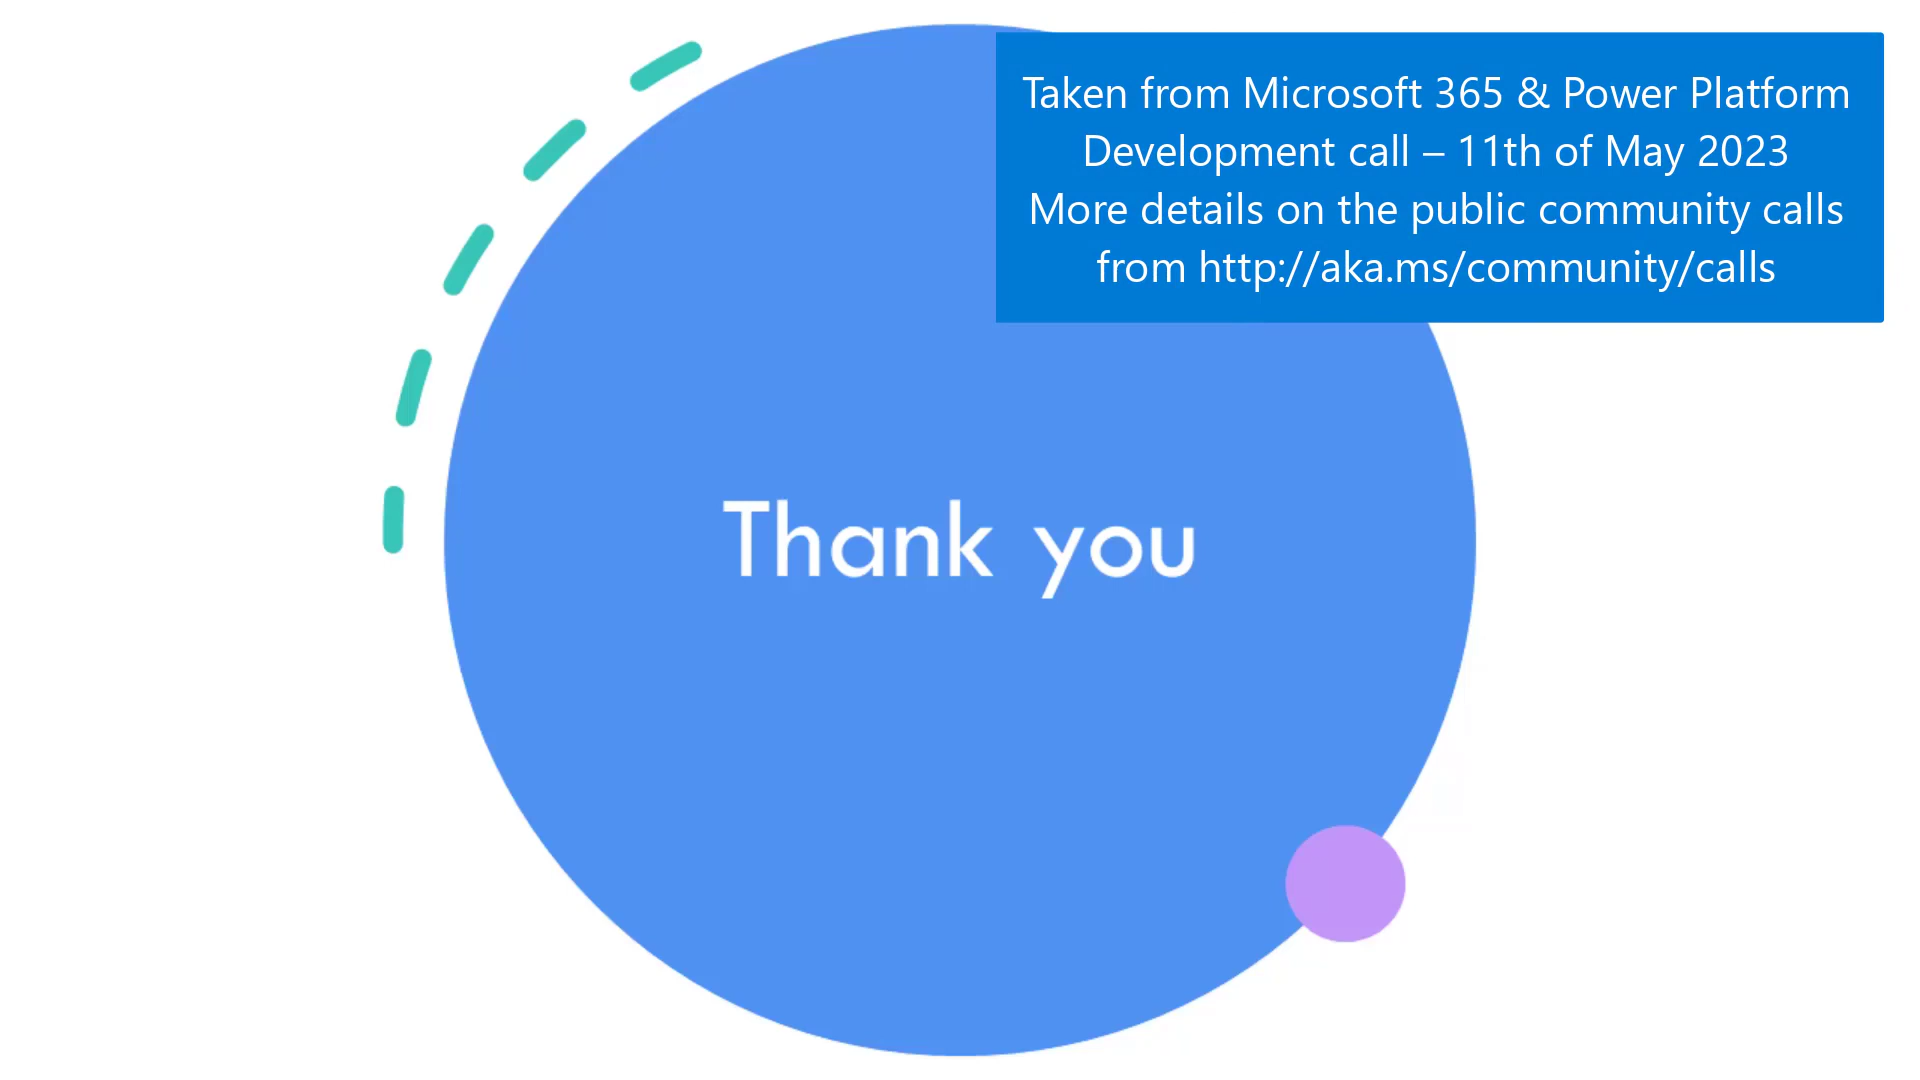 Taken from Microsoft 365 & Power Platform
Development call – 11th of May 2023
More details on the public community calls
from http://aka.ms/community/calls
Thank you